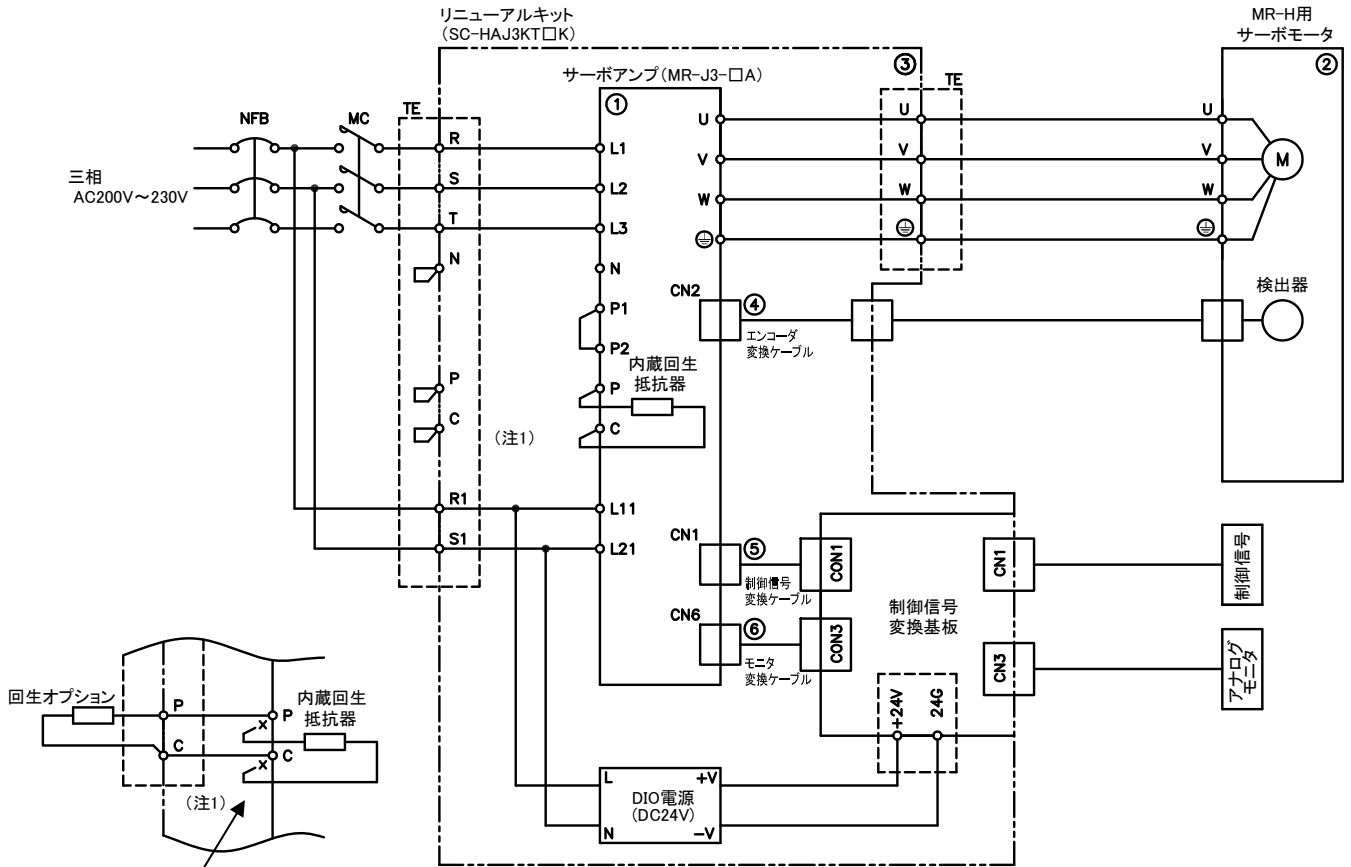 リニューアルキット
(SC-HAJ3KT□K)
MR-H用
サーボモータ
②
③
サーボアンプ(MR-J3-□A)
①
TE
TE
NFB
MC
三相
AC200V～230V
R
S
T
N
P
C
R1
S1
L1
L2
L3
N
P1
P2
P
C
L11
L21
内蔵回生
抵抗器
(注1)
U
V
W
U
V
W
U
V
W
M
CN2
④
エンコーダ
変換ケーブル
検出器
CN1
⑤
制御信号
変換ケーブル
CON1
CN6
⑥
モニタ
変換ケーブル
CON3
制御信号
変換基板
CN1
制御信号
CN3
アナログ
モニタ
+24V
24G
L
N
+V
-V
DIO電源
(DC24V)
回生オプション
P
C
P
C
内蔵回生
抵抗器
(注1)